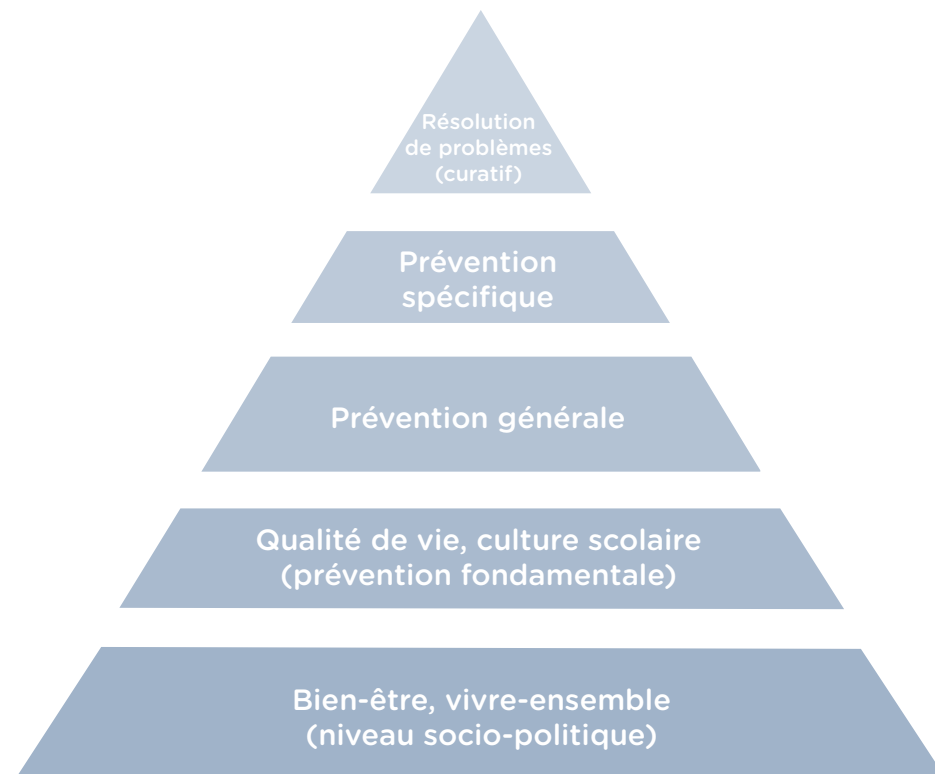 Résolution
de problèmes
(curatif)
Prévention
spécifique
Prévention générale
Qualité de vie, culture scolaire
(prévention fondamentale)
Bien-être, vivre-ensemble
(niveau socio-politique)